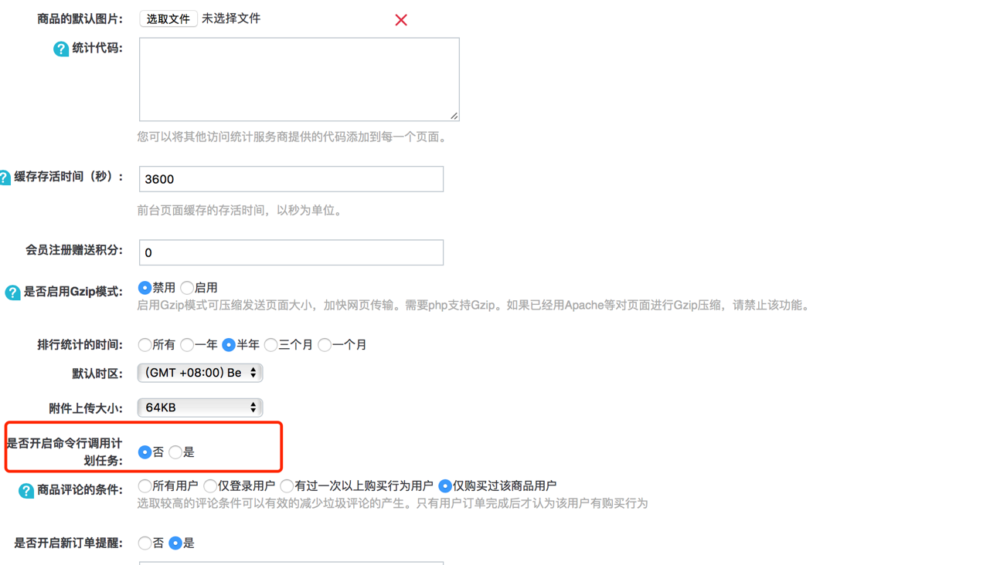 商品的默认图片: 选取文件 未选择文件
统计代码:
您可以将其他访问统计服务商提供的代码添加到每一个页面。
缓存存活时间（秒）: 3600
前台页面缓存的存活时间，以秒为单位。
会员注册赠送积分: 0
是否启用Gzip模式: 禁用 启用
启用Gzip模式可压缩发送页面大小，加快网页传输。需要php支持Gzip。如果已经用Apache等对页面进行Gzip压缩，请禁止该功能。
排行统计的时间: 所有 一年 半年 三个月 一个月
默认时区: (GMT +08:00) Be
附件上传大小: 64KB
是否开启命令行调用计
划任务: 否 是
商品评论的条件: 所有用户 仅登录用户 有过一次以上购买行为用户 仅购买过该商品用户
选取较高的评论条件可以有效的减少垃圾评论的产生。只有用户订单完成后才认为该用户有购买行为
是否开启新订单提醒: 否 是